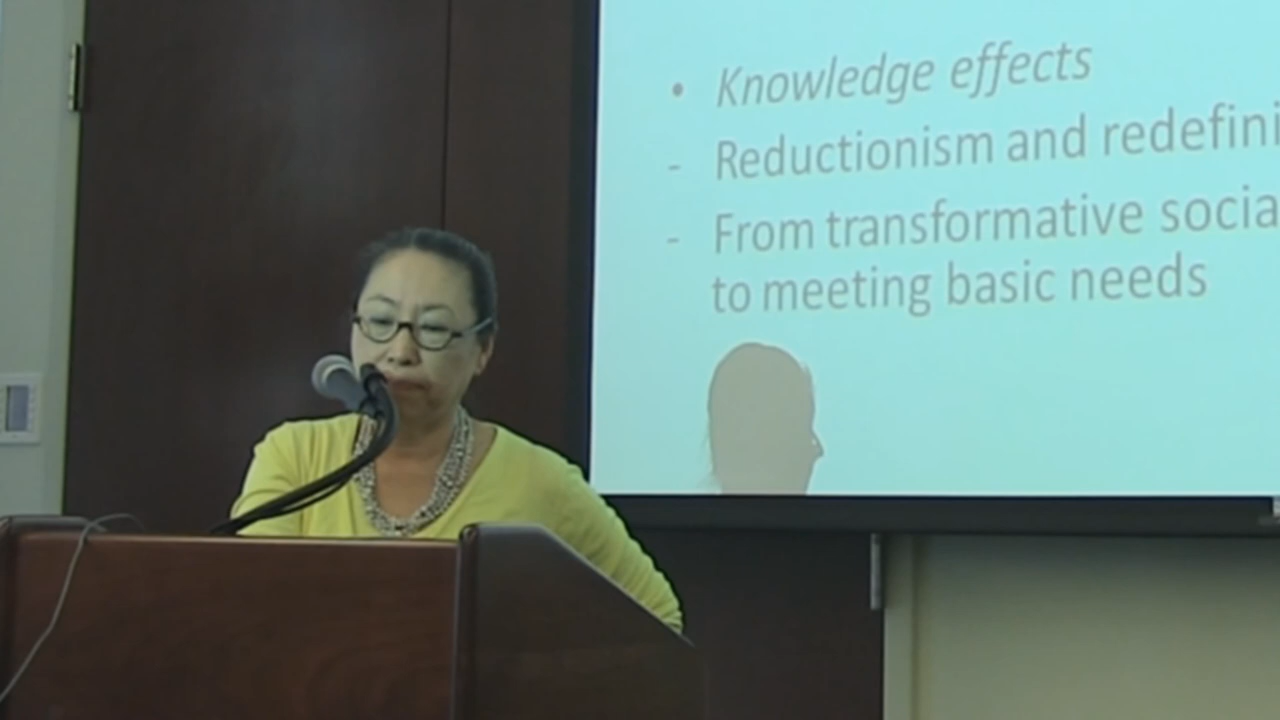 • Knowledge effects
- Reductionism and redefini
- From transformative socia
to meeting basic needs